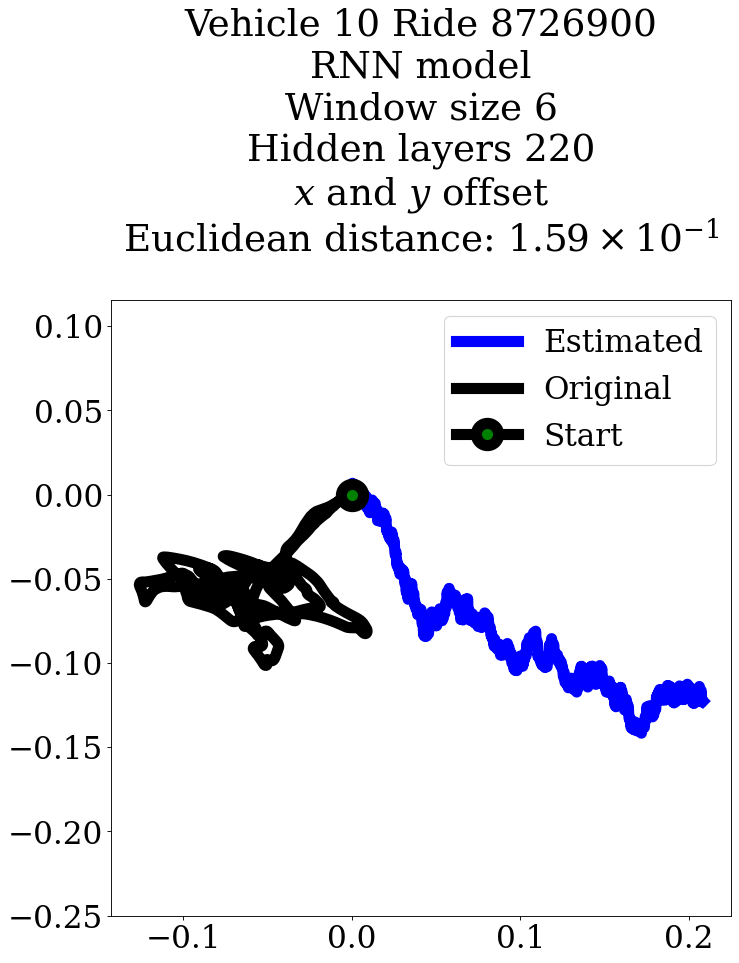 Vehicle 10 Ride 8726900
RNN model
Window size 6
Hidden layers 220
x and y offset
Euclidean distance: 1.59 × 10⁻¹
Estimated
Original
Start
0.10
0.05
0.00
−0.05
−0.10
−0.15
−0.20
−0.25
−0.1 0.0 0.1 0.2